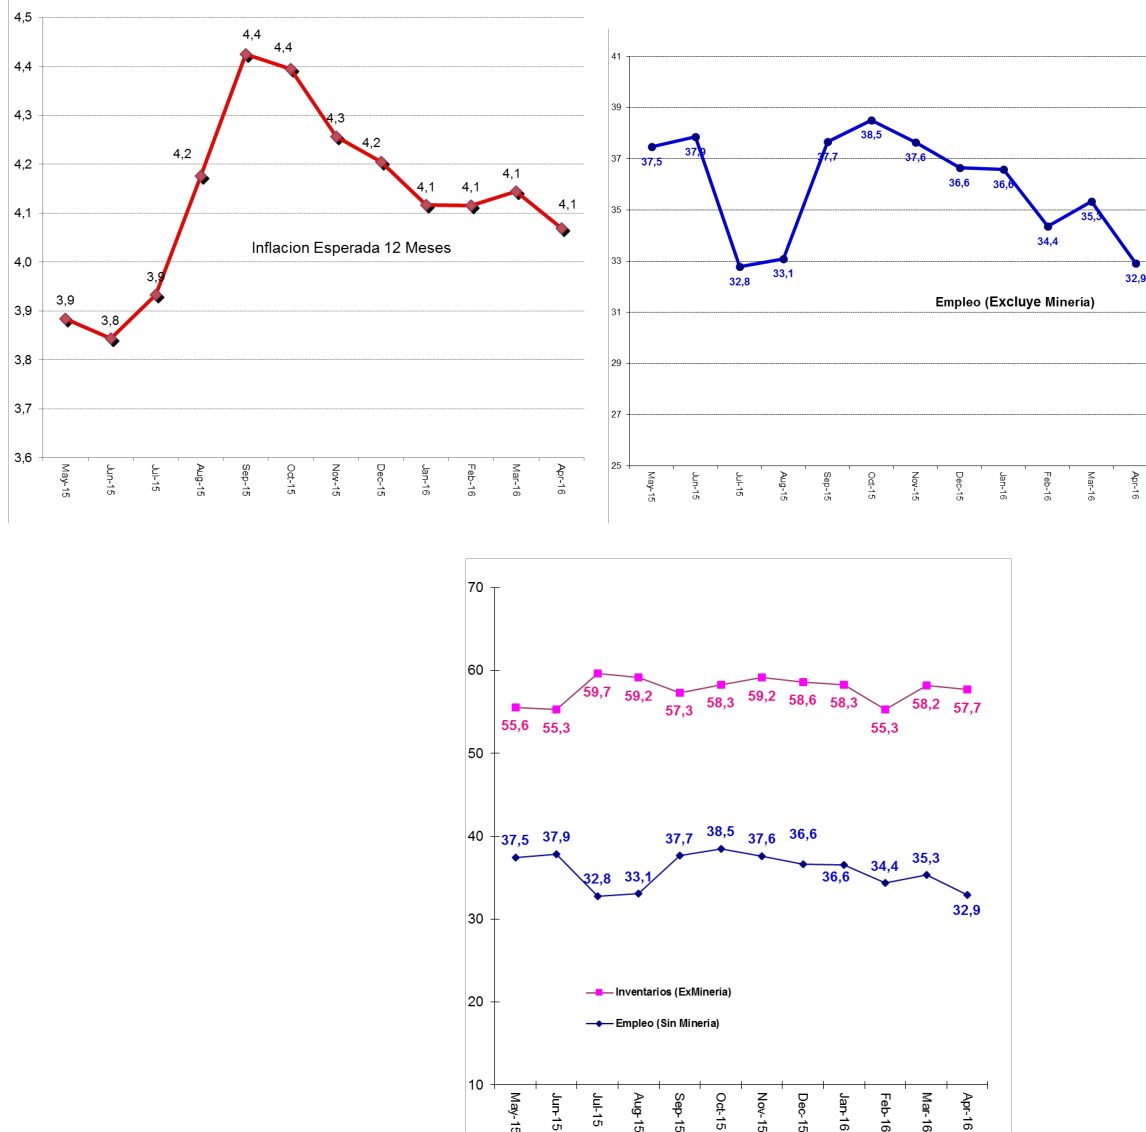 4,5
4,4
4,3
4,2
4,1
4,0
3,9
3,8
3,7
3,6
3,9
3,8
3,9
4,2
4,4
4,4
4,3
4,2
4,1
4,1
4,1
4,1
Inflacion Esperada 12 Meses
May-15
Jun-15
Jul-15
Aug-15
Sep-15
Oct-15
Nov-15
Dec-15
Jan-16
Feb-16
Mar-16
Apr-16
41
39
37
35
33
31
29
27
25
37,5
37,9
32,8
33,1
37,7
38,5
37,6
36,6
36,6
34,4
35,3
32,9
Empleo (Excluye Mineria)
May-15
Jun-15
Jul-15
Aug-15
Sep-15
Oct-15
Nov-15
Dec-15
Jan-16
Feb-16
Mar-16
Apr-16
70
60
50
40
30
20
10
55,6
55,3
59,7
59,2
57,3
58,3
59,2
58,6
58,3
55,3
58,2
57,7
37,5
37,9
32,8
33,1
37,7
38,5
37,6
36,6
36,6
34,4
35,3
32,9
Inventarios (ExMineria)
Empleo (Sin Mineria)
May-15
Jun-15
Jul-15
Aug-15
Sep-15
Oct-15
Nov-15
Dec-15
Jan-16
Feb-16
Mar-16
Apr-16